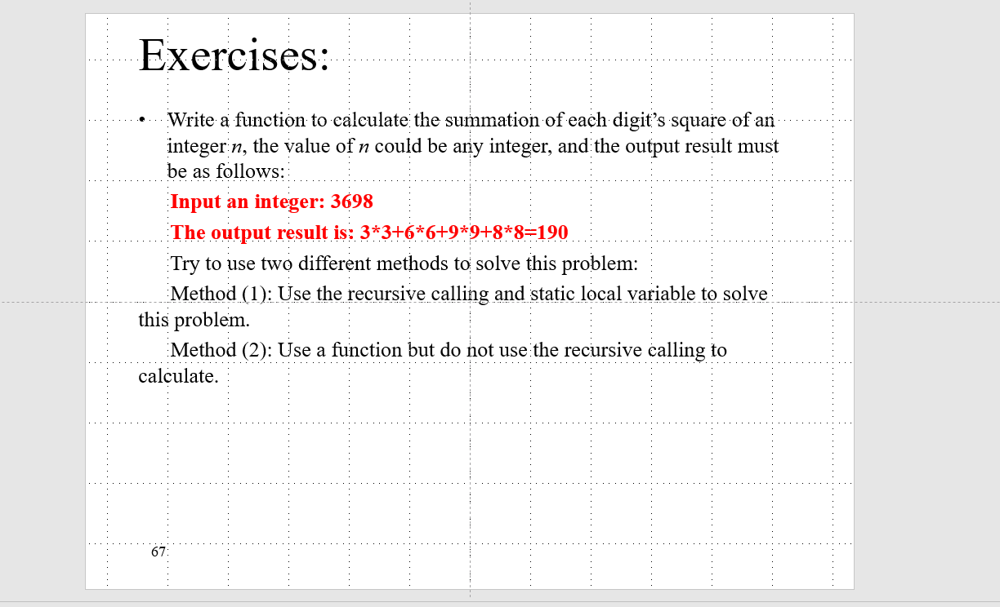 Exercises:
• Write a function to calculate the summation of each digit’s square of an
integer n, the value of n could be any integer, and the output result must
be as follows:
Input an integer: 3698
The output result is: 3*3+6*6+9*9+8*8=190
Try to use two different methods to solve this problem:
Method (1): Use the recursive calling and static local variable to solve
this problem.
Method (2): Use a function but do not use the recursive calling to
calculate.
67